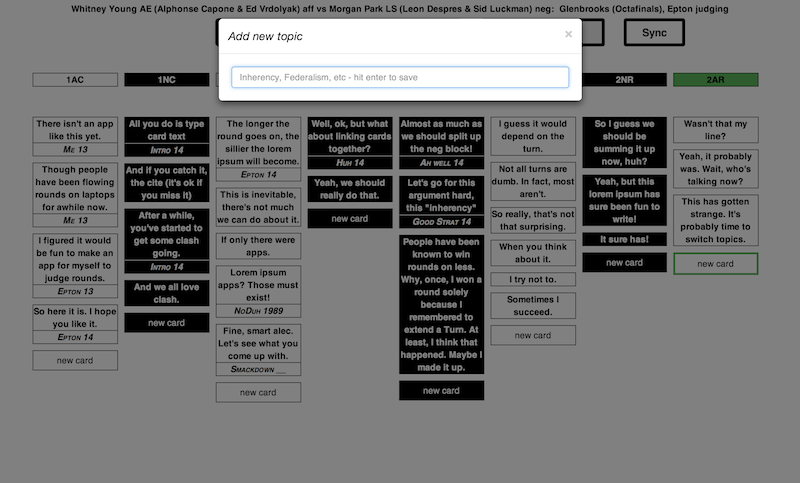 Whitney Young AE (Alphonse Capone & Ed Vrdolyak) aff vs Morgan Park LS (Leon Despres & Sid Luckman) neg: Glenbrooks (Octafinals), Epton judging
Add new topic
×
Inherency, Federalism, etc - hit enter to save
Sync
1AC
1NC
2NR
2AR
There isn't an app
like this yet.
Me 13
Though people
have been flowing
rounds on laptops
for awhile now.
Me 13
I figured it would
be fun to make an
app for myself to
judge rounds.
Epton 13
So here it is. I hope
you like it.
Epton 14
new card
All you do is type
card text
Intro 14
And if you catch it,
the cite (it's ok if
you miss it)
After a while,
you've started to
get some clash
going.
Intro 14
And we all love
clash.
new card
The longer the
round goes on, the
sillier the lorem
ipsum will become.
Epton 14
This is inevitable,
there's not much
we can do about it.
If only there were
apps.
Lorem ipsum
apps? Those must
exist!
NoDuh 1989
Fine, smart alec.
Let's see what you
come up with.
Smackdown __
new card
Well, ok, but what
about linking cards
together?
Huh 14
Yeah, we should
really do that.
new card
Almost as much as
we should split up
the neg block!
Ah well 14
Let's go for this
argument hard,
this "inherency"
Good Strat 14
People have been
known to win
rounds on less.
Why, once, I won a
round solely
because I
remembered to
extend a Turn. At
least, I think that
happened. Maybe I
made it up.
new card
I guess it would
depend on the
turn.
Not all turns are
dumb. In fact, most
aren't.
So really, that's not
that surprising.
When you think
about it.
I try not to.
Sometimes I
succeed.
new card
So I guess we
should be
summing it up
now, huh?
Yeah, but this
lorem ipsum has
sure been fun to
write!
It sure has!
new card
Wasn't that my
line?
Yeah, it probably
was. Wait, who's
talking now?
This has gotten
strange. It's
probably time to
switch topics.
new card